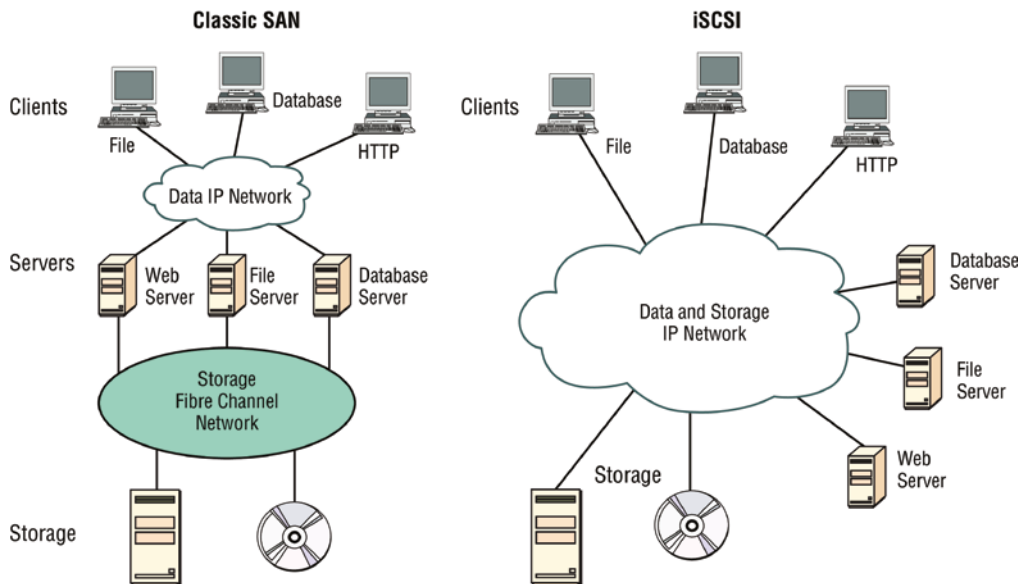 Classic SAN
Clients
File
Database
HTTP
Data IP Network
Servers
Web
Server
File
Server
Database
Server
Storage
Fibre Channel
Network
Storage
iSCSI
Clients
File
Database
HTTP
Data and Storage
IP Network
Database
Server
File
Server
Web
Server
Storage